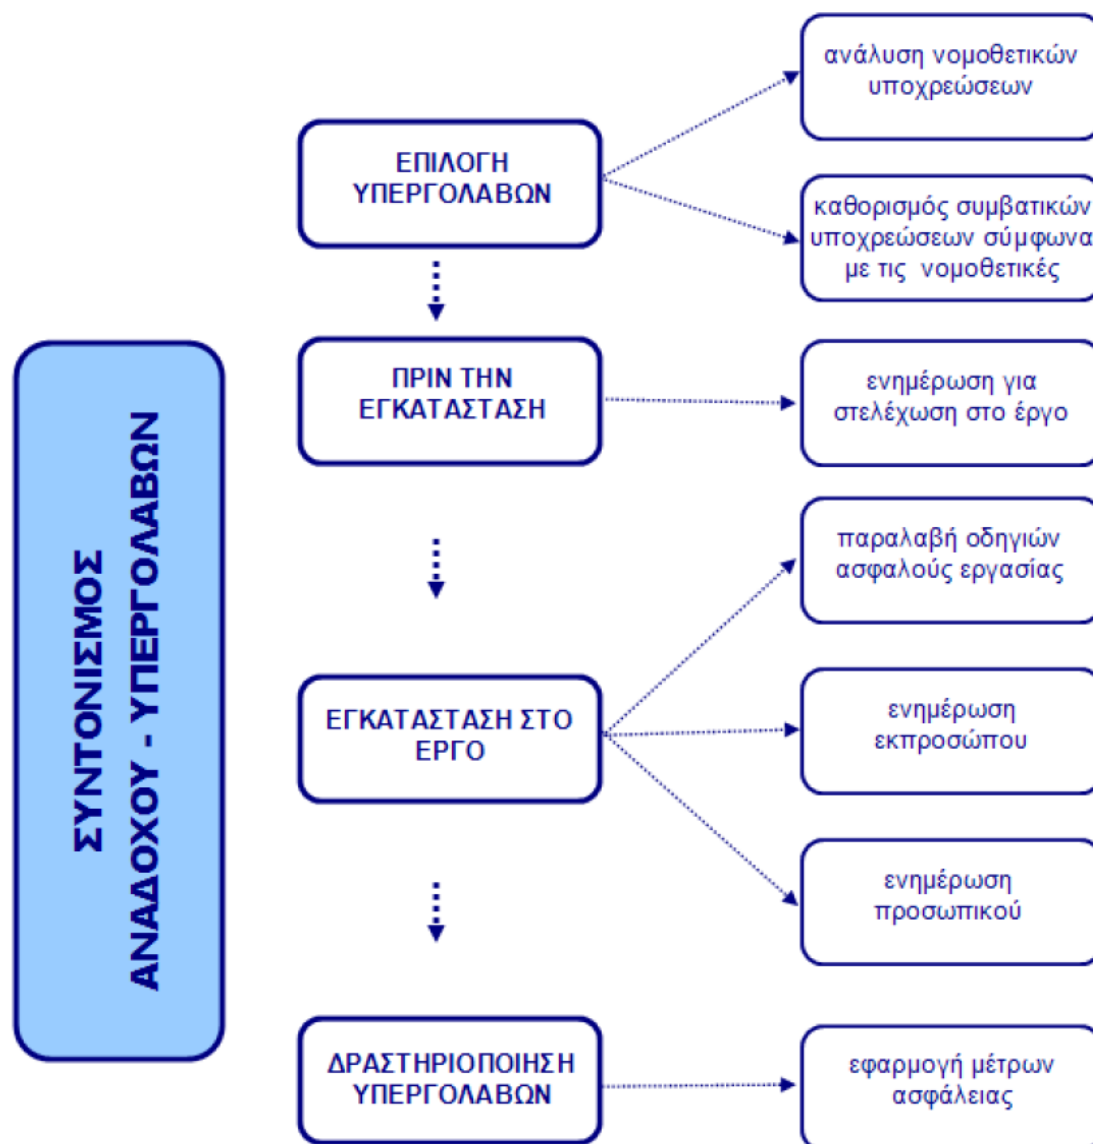 ΣΥΝΤΟΝΙΣΜΟΣ
ΑΝΑΔΟΧΟΥ - ΥΠΕΡΓΟΛΑΒΩΝ
ΕΠΙΛΟΓΗ
ΥΠΕΡΓΟΛΑΒΩΝ
ανάλυση νομοθετικών
υποχρεώσεων
καθορισμός συμβατικών
υποχρεώσεων σύμφωνα
με τις νομοθετικές
ΠΡΙΝ ΤΗΝ
ΕΓΚΑΤΑΣΤΑΣΗ
ενημέρωση για
στελέχωση στο έργο
ΕΓΚΑΤΑΣΤΑΣΗ ΣΤΟ
ΕΡΓΟ
παραλαβή οδηγιών
ασφαλούς εργασίας
ενημέρωση
εκπροσώπου
ενημέρωση
προσωπικού
ΔΡΑΣΤΗΡΙΟΠΟΙΗΣΗ
ΥΠΕΡΓΟΛΑΒΩΝ
εφαρμογή μέτρων
ασφάλειας